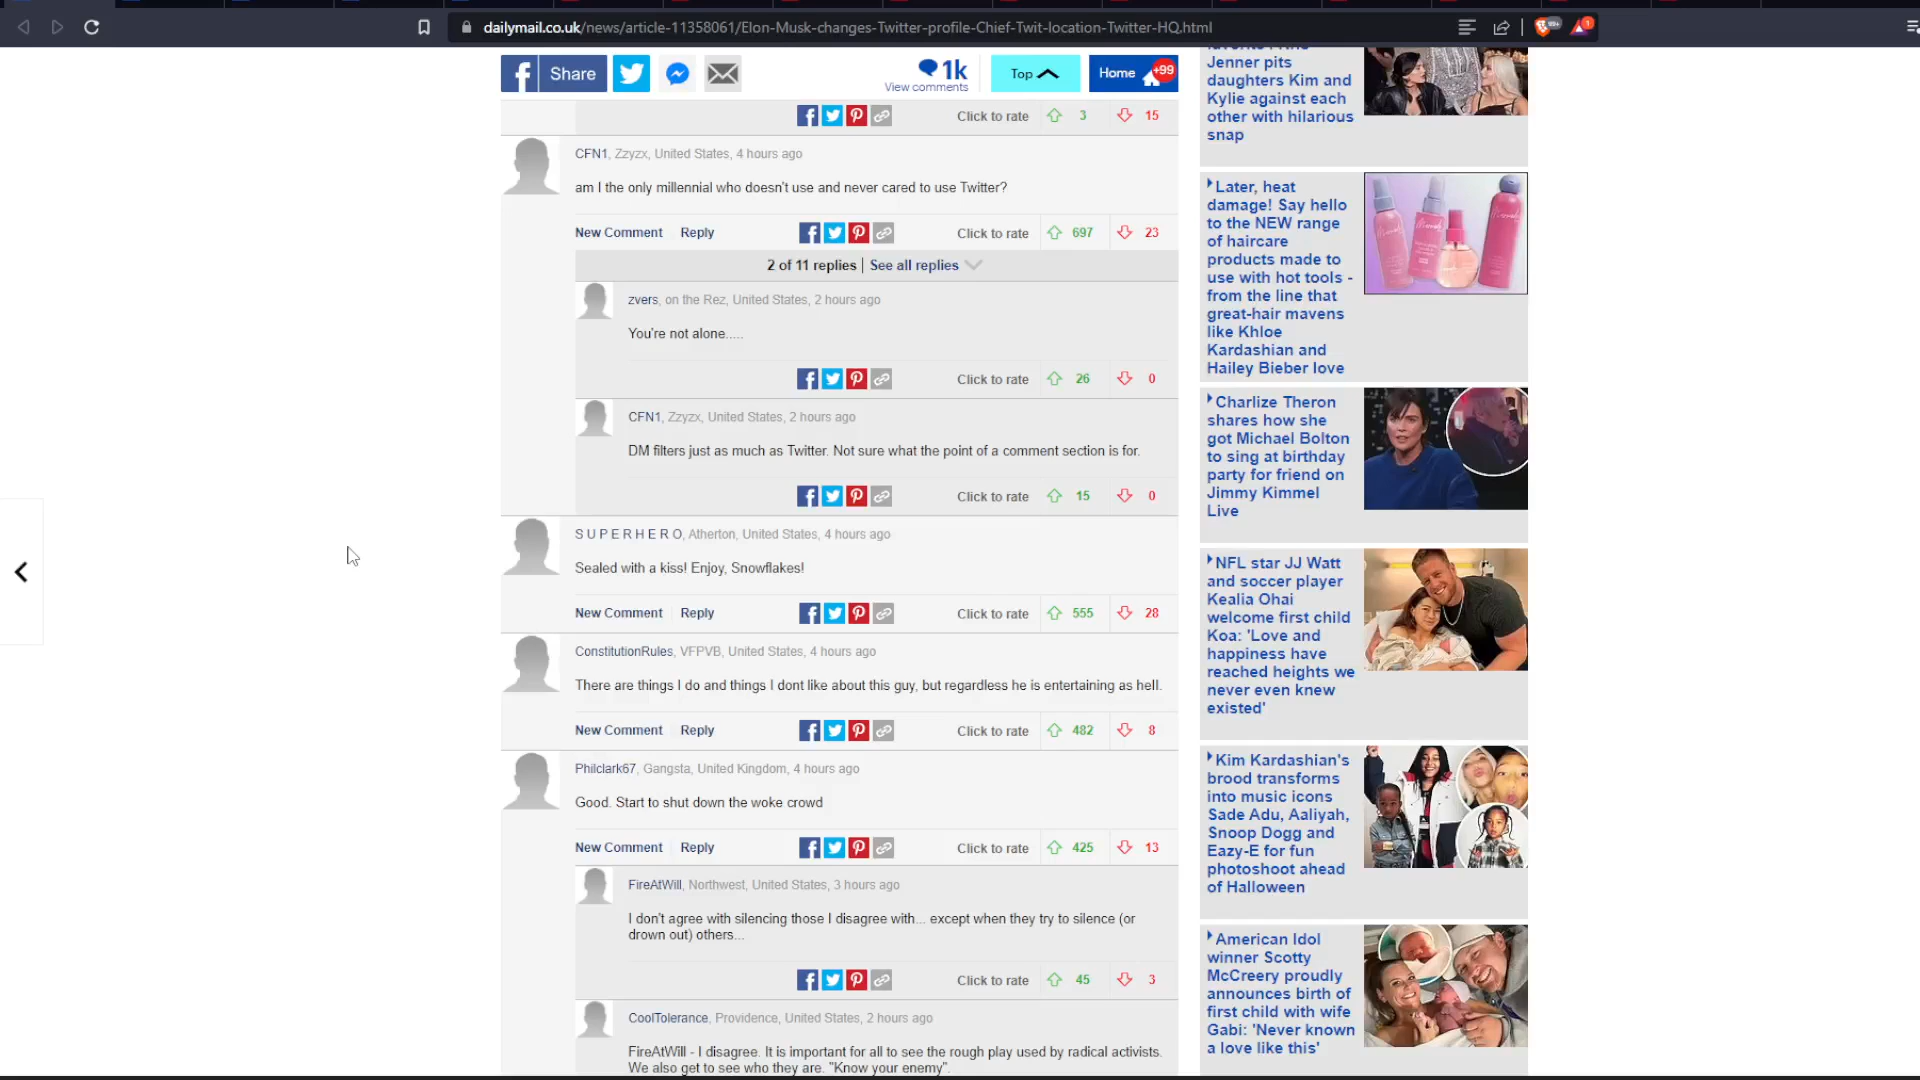 dailymail.co.uk/news/article-11358061/Elon-Musk-changes-Twitter-profile-Chief-Twit-location-Twitter-HQ.html
99+
1
Share
1k
View comments
Top
Home
+99
Click to rate 3 15
CFN1, Zzyzx, United States, 4 hours ago
am I the only millennial who doesn't use and never cared to use Twitter?
New Comment Reply
Click to rate 697 23
2 of 11 replies | See all replies
zvers, on the Rez, United States, 2 hours ago
You're not alone.....
Click to rate 26 0
CFN1, Zzyzx, United States, 2 hours ago
DM filters just as much as Twitter. Not sure what the point of a comment section is for.
Click to rate 15 0
S U P E R H E R O, Atherton, United States, 4 hours ago
Sealed with a kiss! Enjoy, Snowflakes!
New Comment Reply
Click to rate 555 28
ConstitutionRules, VFPVB, United States, 4 hours ago
There are things I do and things I dont like about this guy, but regardless he is entertaining as hell.
New Comment Reply
Click to rate 482 8
Philclark67, Gangsta, United Kingdom, 4 hours ago
Good. Start to shut down the woke crowd
New Comment Reply
Click to rate 425 13
FireAtWill, Northwest, United States, 3 hours ago
I don't agree with silencing those I disagree with... except when they try to silence (or
drown out) others...
Click to rate 45 3
CoolTolerance, Providence, United States, 2 hours ago
FireAtWill - I disagree. It is important for all to see the rough play used by radical activists.
We also get to see who they are. "Know your enemy".
Jenner pits
daughters Kim and
Kylie against each
other with hilarious
snap
Later, heat
damage! Say hello
to the NEW range
of haircare
products made to
use with hot tools -
from the line that
great-hair mavens
like Khloe
Kardashian and
Hailey Bieber love
Charlize Theron
shares how she
got Michael Bolton
to sing at birthday
party for friend on
Jimmy Kimmel
Live
NFL star JJ Watt
and soccer player
Kealia Ohai
welcome first child
Koa: 'Love and
happiness have
reached heights we
never even knew
existed'
Kim Kardashian's
brood transforms
into music icons
Sade Adu, Aaliyah,
Snoop Dogg and
Eazy-E for fun
photoshoot ahead
of Halloween
American Idol
winner Scotty
McCreery proudly
announces birth of
first child with wife
Gabi: 'Never known
a love like this'